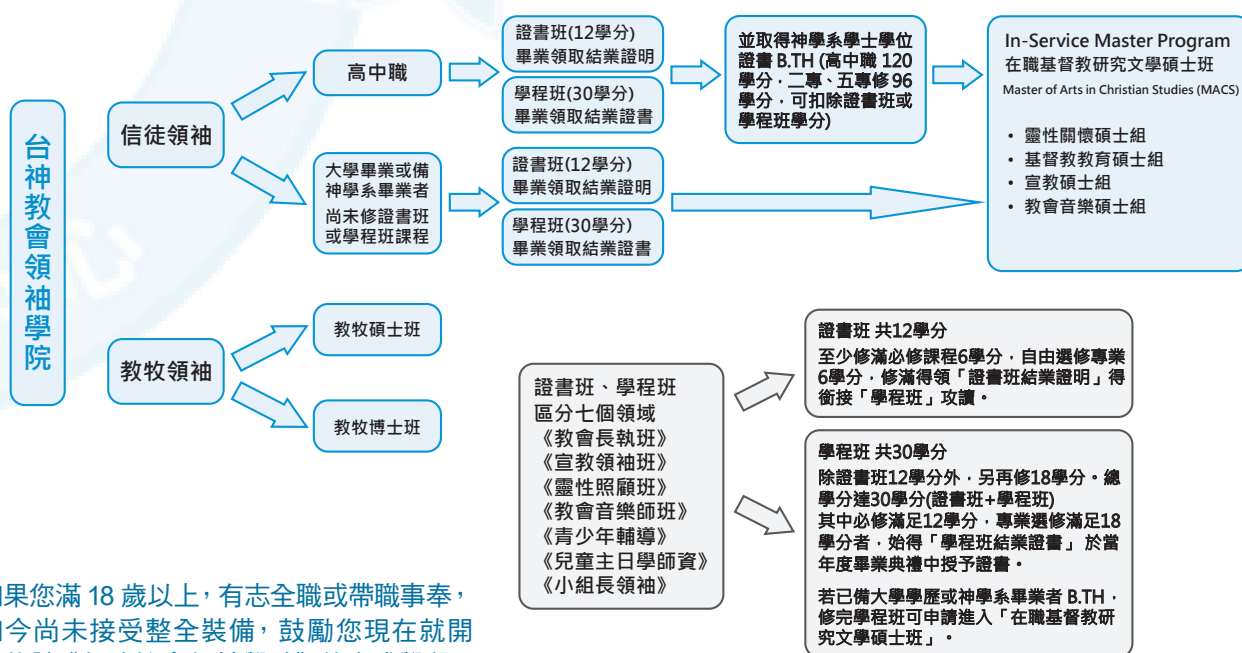 台神教會領袖學院
信徒領袖
高中職
證書班(12學分)
畢業領取結業證明
學程班(30學分)
畢業領取結業證書
並取得神學系學士學位
證書 B.TH (高中職 120
學分．二專、五專修 96
學分．可扣除證書班或
學程班學分)
In-Service Master Program
在職基督教研究文學碩士班
Master of Arts in Christian Studies (MACS)
• 靈性關懷碩士組
• 基督教教育碩士組
• 宣教碩士組
• 教會音樂碩士組
大學畢業或備
神學系畢業者
尚未修證書班
或學程班課程
證書班(12學分)
畢業領取結業證明
學程班(30學分)
畢業領取結業證書
教牧領袖
教牧碩士班
教牧博士班
證書班、學程班
區分七個領域
《教會長執班》
《宣教領袖班》
《靈性照顧班》
《教會音樂師班》
《青少年輔導》
《兒童主日學師資》
《小組長領袖》
證書班 共12學分
至少修滿必修課程6學分．自由選修專業
6學分．修滿得領「證書班結業證明」得
銜接「學程班」攻讀。
學程班 共30學分
除證書班12學分外．另再修18學分。總
學分達30學分(證書班+學程班)
其中必修滿足12學分．專業選修滿足18
學分者．始得「學程班結業證書」 於當
年度畢業典禮中授予證書。
若已備大學學歷或神學系畢業者 B.TH．
修完學程班可申請進入「在職基督教研
究文學碩士班」。
果您滿 18 歲以上，有志全職或帶職事奉，
今尚未接受整全裝備，鼓勵您現在就開